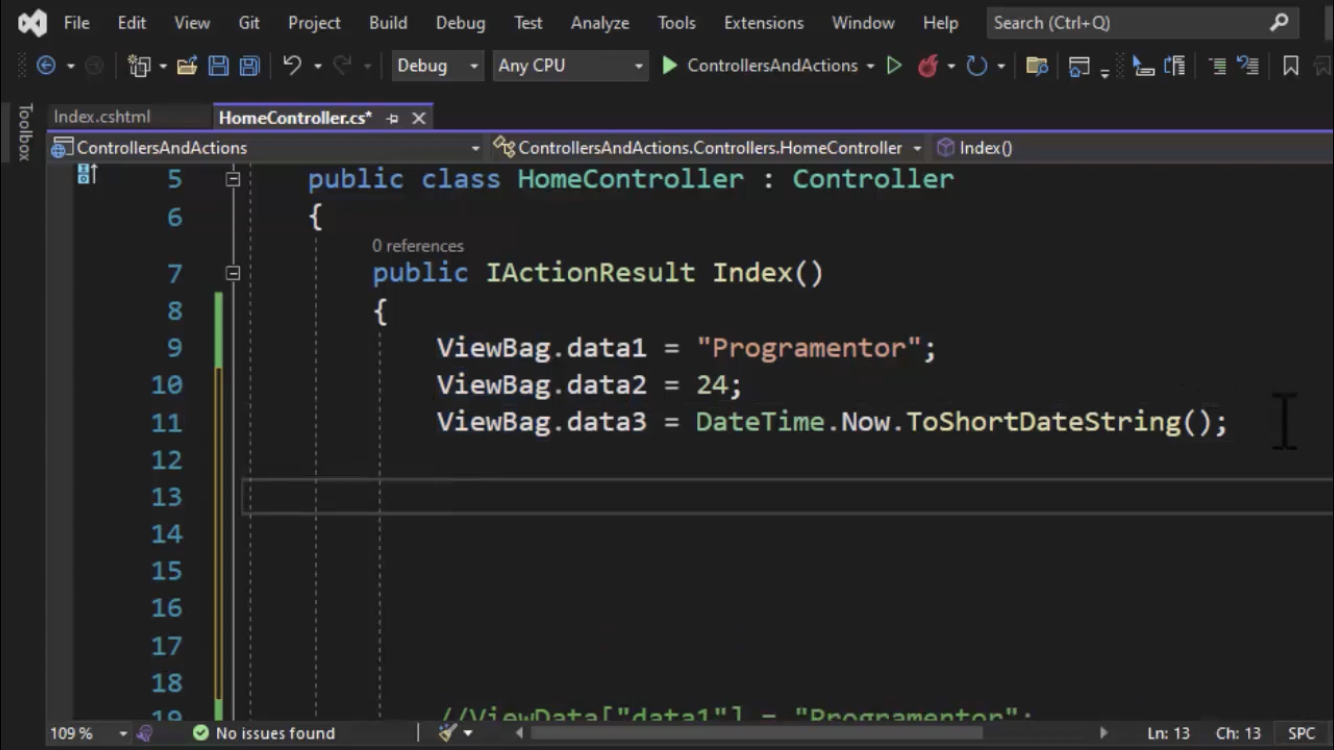 File Edit View Git Project Build Debug Test Analyze Tools Extensions Window Help Search (Ctrl+Q)
Debug Any CPU ControllersAndActions
Toolbox
Index.cshtml HomeController.cs*
ControllersAndActions ControllersAndActions.Controllers.HomeController Index()
5 public class HomeController : Controller
6 {
0 references
7 public IActionResult Index()
8 {
9 ViewBag.data1 = "Programentor";
10 ViewBag.data2 = 24;
11 ViewBag.data3 = DateTime.Now.ToShortDateString();
12
13
14
15
16
17
18
19 //ViewData["data1"] = "Programentor";
109 % No issues found Ln: 13 Ch: 13 SPC